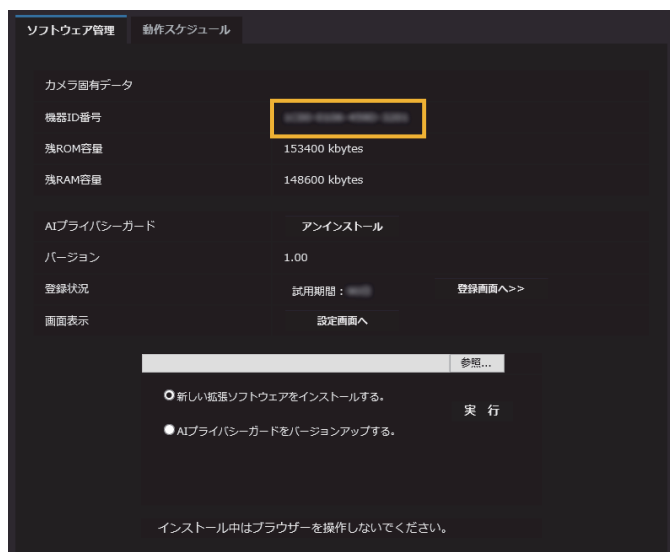 ソフトウェア管理 動作スケジュール
カメラ固有データ
機器ID番号
残ROM容量 153400 kbytes
残RAM容量 148600 kbytes
AIプライバシーガード アンインストール
バージョン 1.00
登録状況 試用期間： 登録画面へ>>
画面表示 設定画面へ
参照...
新しい拡張ソフトウェアをインストールする。
実 行
AIプライバシーガードをバージョンアップする。
インストール中はブラウザーを操作しないでください。